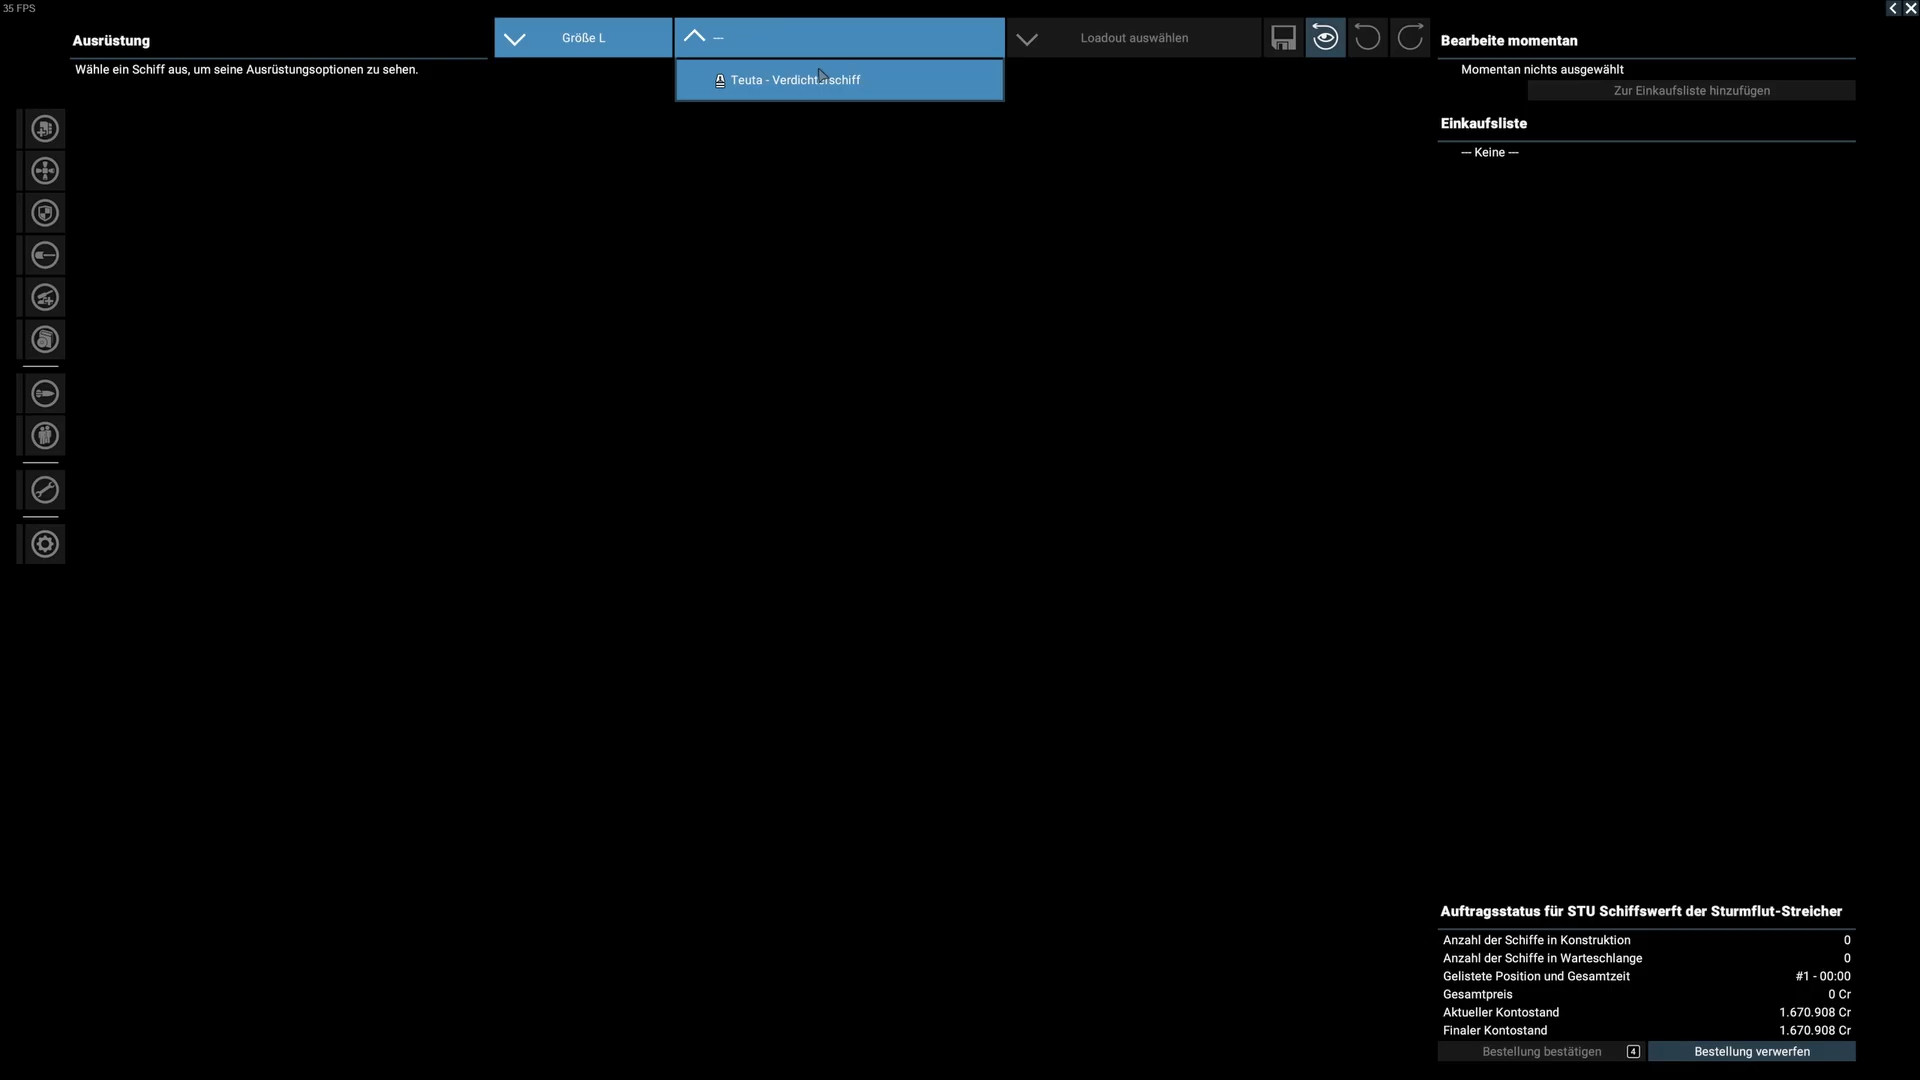 35 FPS
Ausrüstung
Wähle ein Schiff aus, um seine Ausrüstungsoptionen zu sehen.
Größe L
—
Teuta - Verdichterschiff
Loadout auswählen
Bearbeite momentan
Momentan nichts ausgewählt
Zur Einkaufsliste hinzufügen
Einkaufsliste
— Keine —
Auftragsstatus für STU Schiffswerft der Sturmflut-Streicher
Anzahl der Schiffe in Konstruktion 0
Anzahl der Schiffe in Warteschlange 0
Gelistete Position und Gesamtzeit #1 - 00:00
Gesamtpreis 0 Cr
Aktueller Kontostand 1.670.908 Cr
Finaler Kontostand 1.670.908 Cr
Bestellung bestätigen 4 Bestellung verwerfen